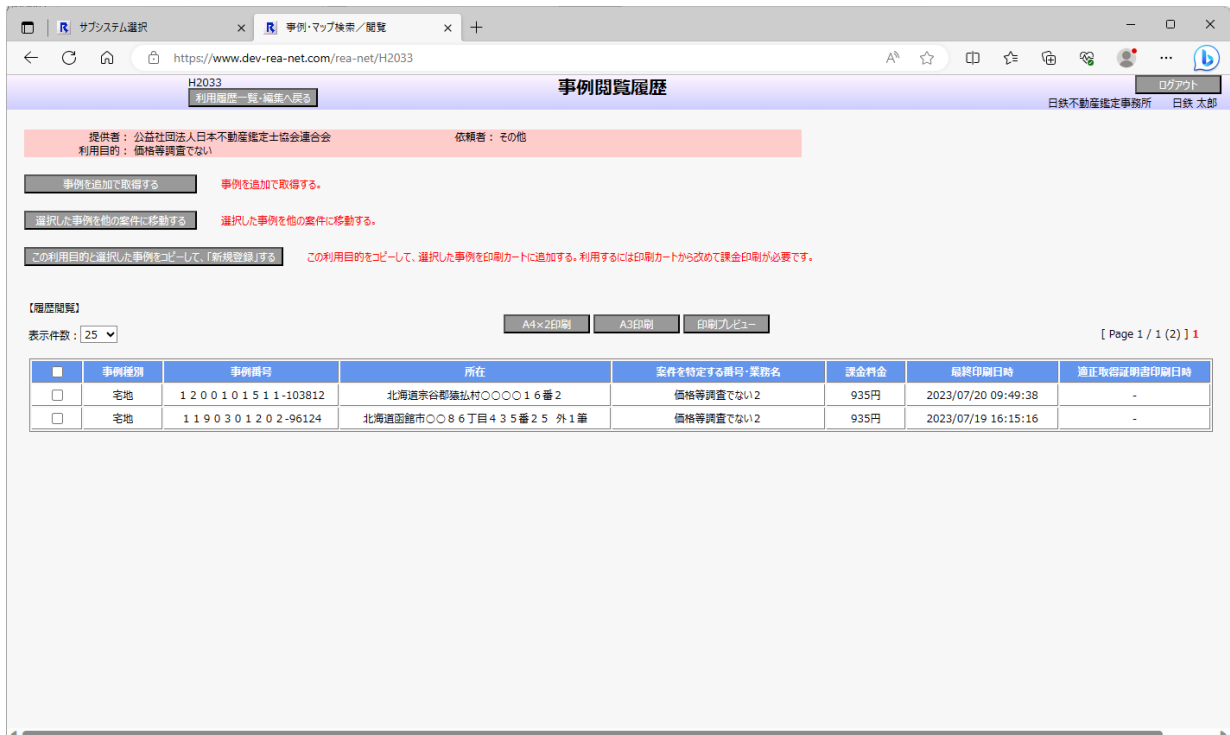 サブシステム選択
事例・マップ検索／閲覧
https://www.dev-rea-net.com/rea-net/H2033
H2033
利用履歴一覧・編集へ戻る
事例閲覧履歴
ログアウト
日鉄不動産鑑定事務所 日鉄 太郎
提供者： 公益社団法人日本不動産鑑定士協会連合会 依頼者： その他
利用目的： 価格等調査でない
事例を追加で取得する 事例を追加で取得する。
選択した事例を他の案件に移動する 選択した事例を他の案件に移動する。
この利用目的と選択した事例をコピーして、「新規登録」する この利用目的をコピーして、選択した事例を印刷カートに追加する。利用するには印刷カートから改めて課金印刷が必要です。
【履歴閲覧】
表示件数： 25 A4×2印刷 A3印刷 印刷プレビュー [ Page 1 / 1 (2) ] 1
事例種別 事例番号 所在 案件を特定する番号・業務名 課金料金 最終印刷日時 適正取得証明書印刷日時
宅地 １２００１０１５１１-103812 北海道宗谷郡猿払村○○○○１６番２ 価格等調査でない２ 935円 2023/07/20 09:49:38 -
宅地 １１９０３０１２０２-96124 北海道函館市○○８６丁目４３５番２５ 外１筆 価格等調査でない２ 935円 2023/07/19 16:15:16 -